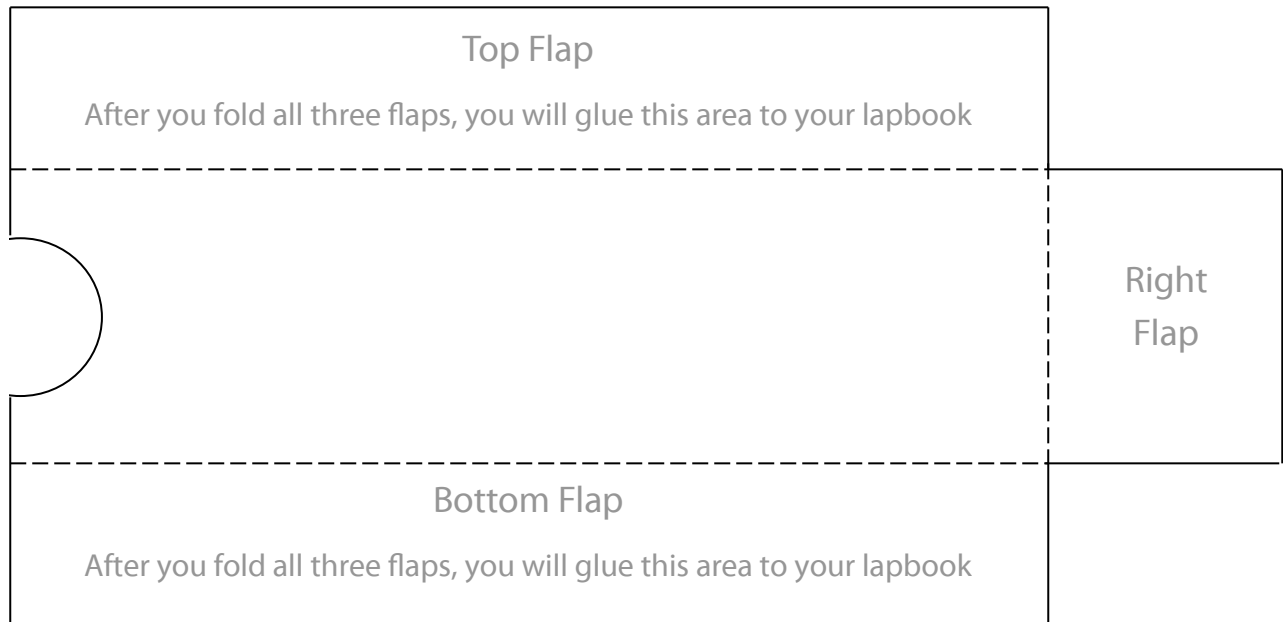 Top Flap
After you fold all three flaps, you will glue this area to your lapbook
Right
Flap
Bottom Flap
After you fold all three flaps, you will glue this area to your lapbook